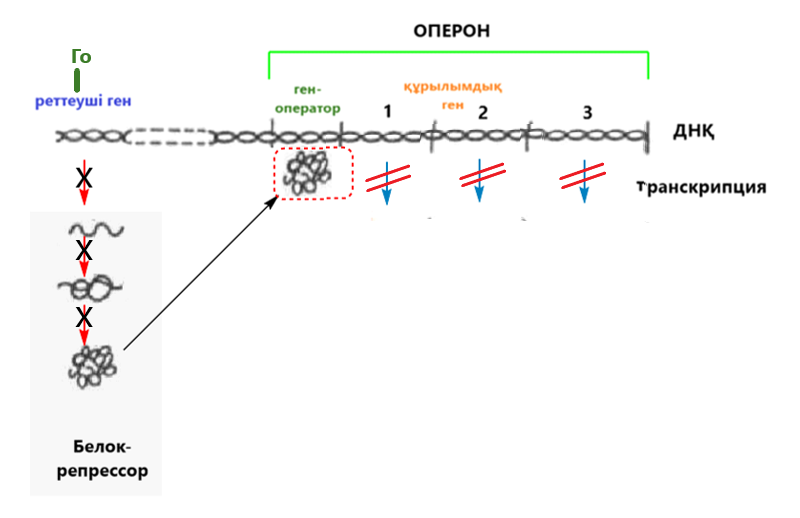 ОПЕРОН
Го
реттеуші ген
ген-
оператор
құрылымдық
ген
1
2
3
ДНҚ
Транскрипция
X
X
X
Белок-
репрессор